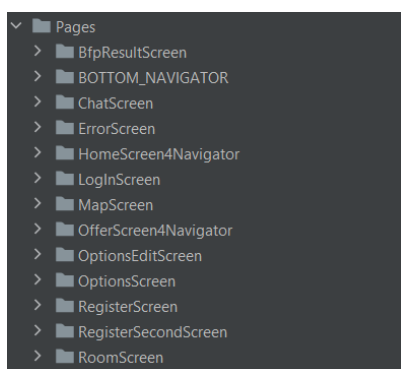 Pages
BfpResultScreen
BOTTOM_NAVIGATOR
ChatScreen
ErrorScreen
HomeScreen4Navigator
LogInScreen
MapScreen
OfferScreen4Navigator
OptionsEditScreen
OptionsScreen
RegisterScreen
RegisterSecondScreen
RoomScreen